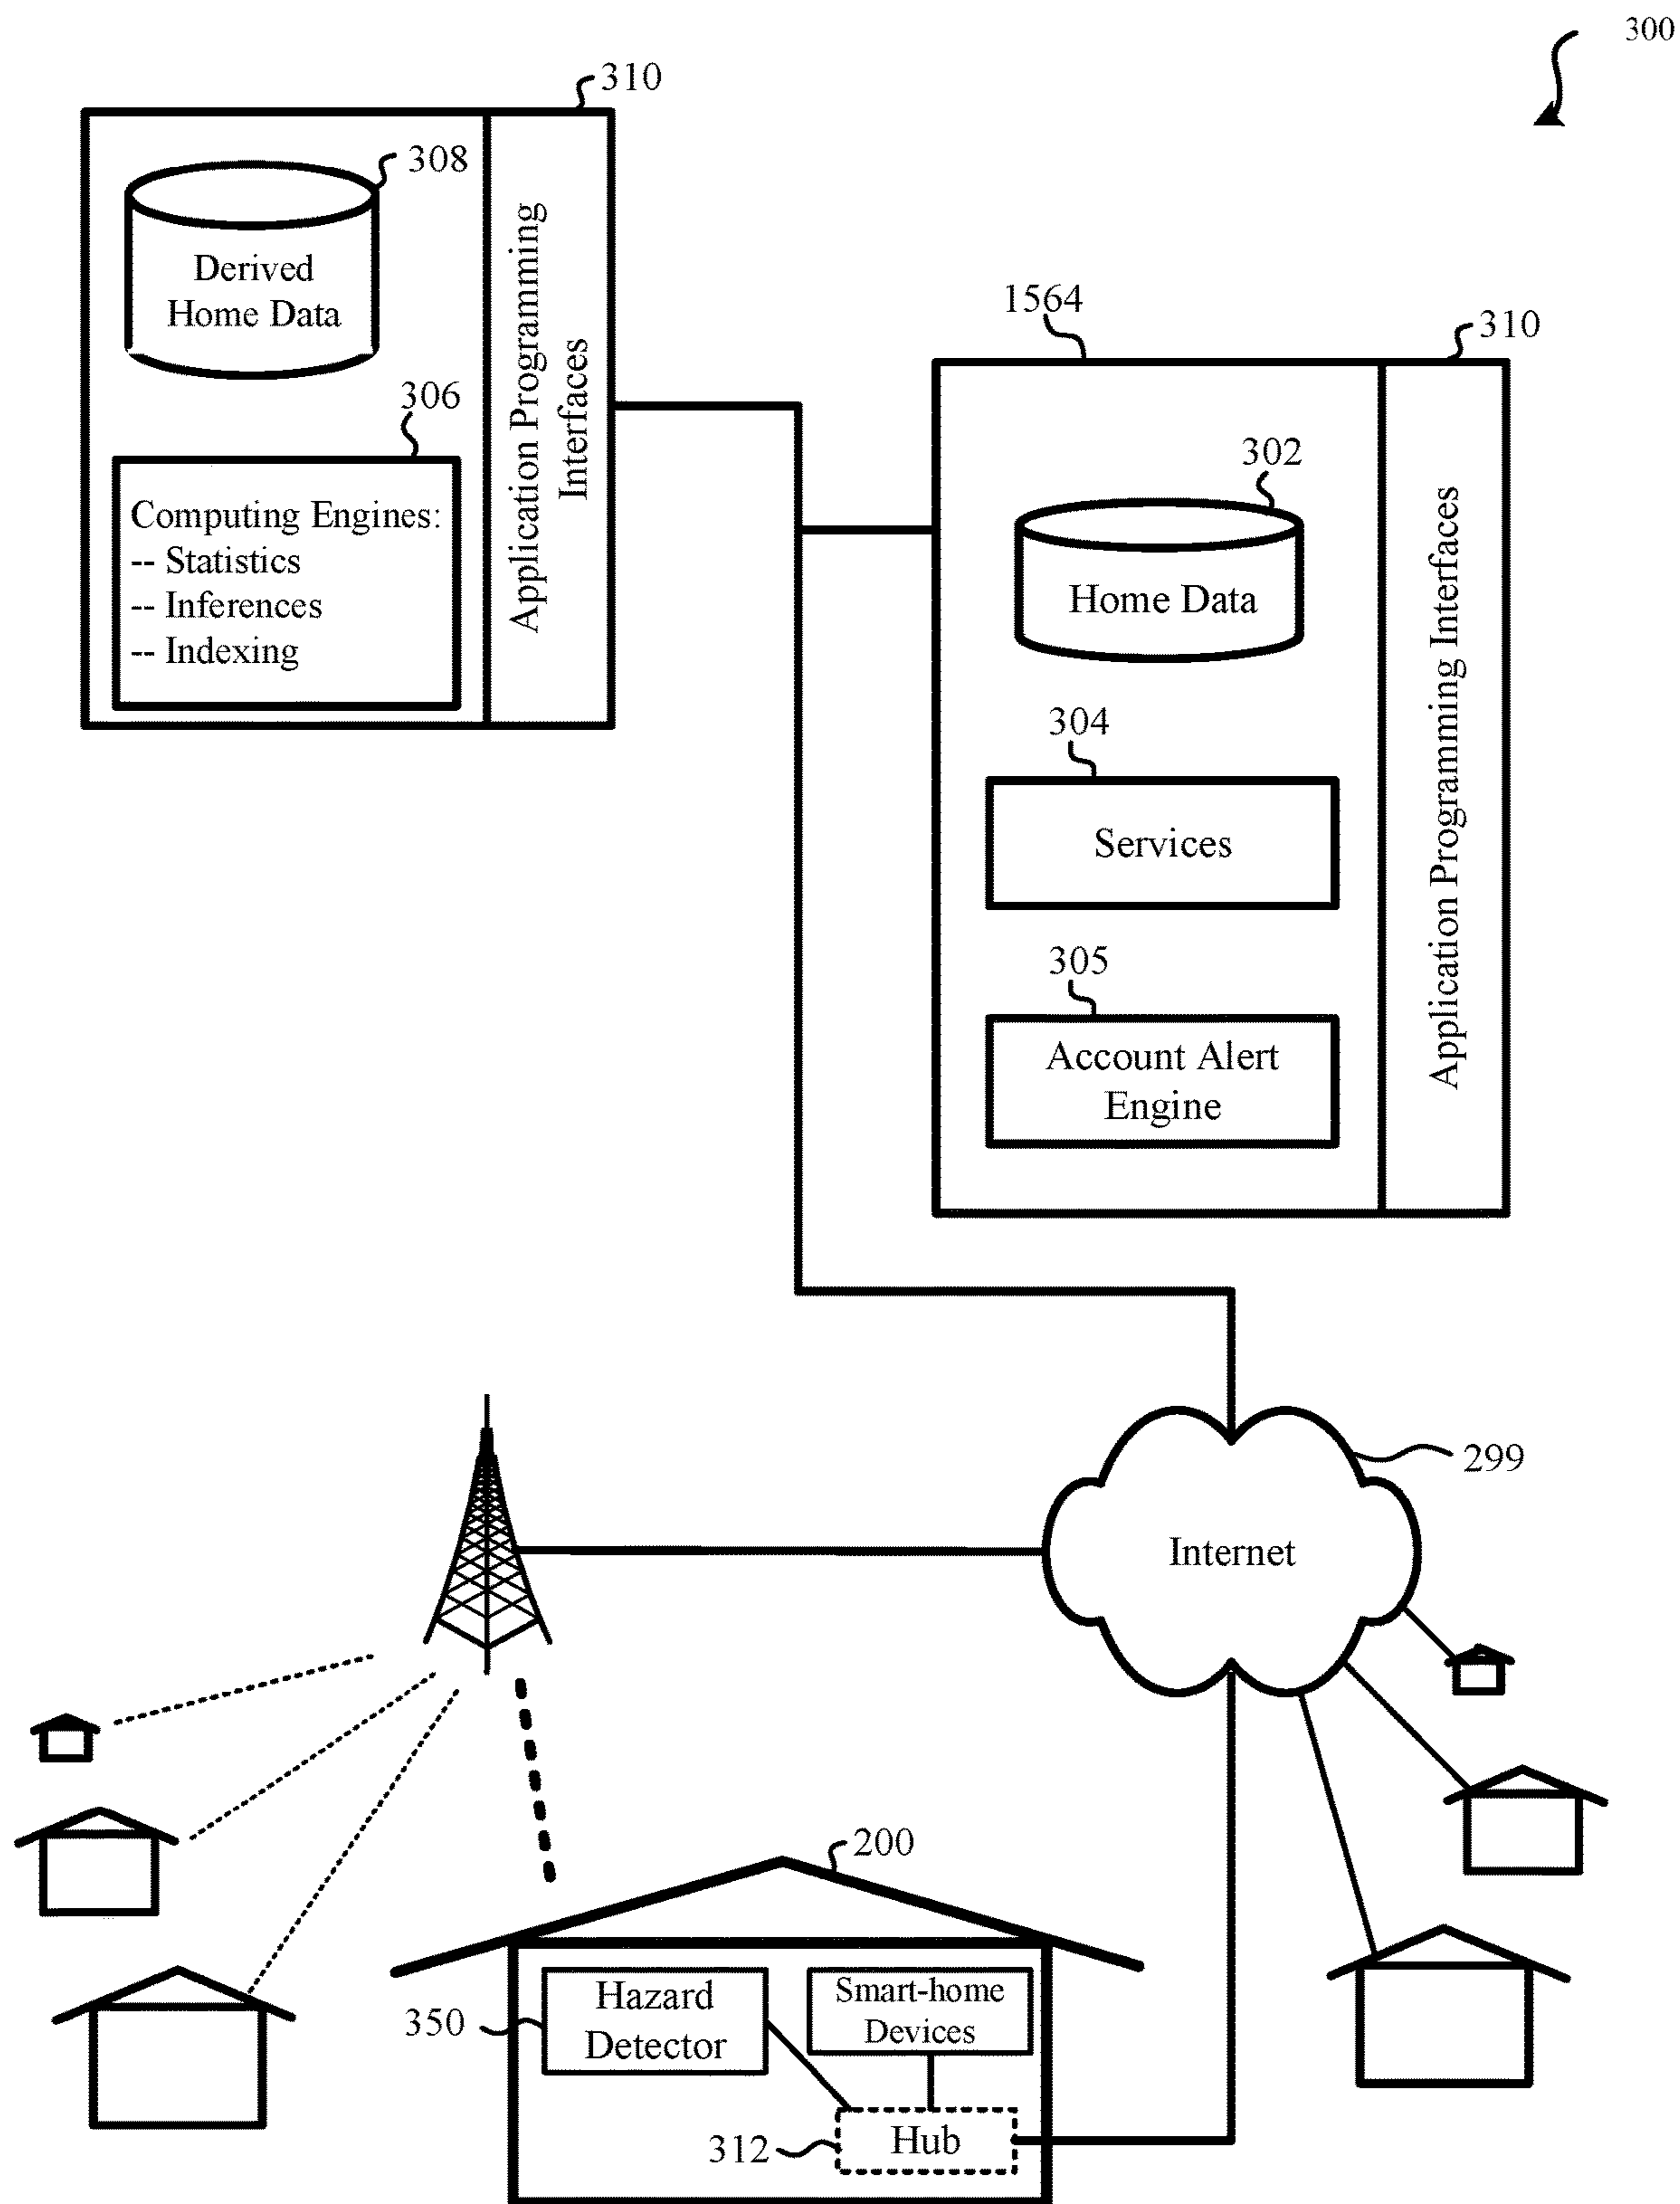 300
310
308
Derived
Home Data
Application Programming
Interfaces
306
Computing Engines:
-- Statistics
-- Inferences
-- Indexing
1564
310
302
Home Data
Application Programming Interfaces
304
Services
305
Account Alert
Engine
299
Internet
200
Hazard
Detector
350
Smart-home
Devices
312
Hub